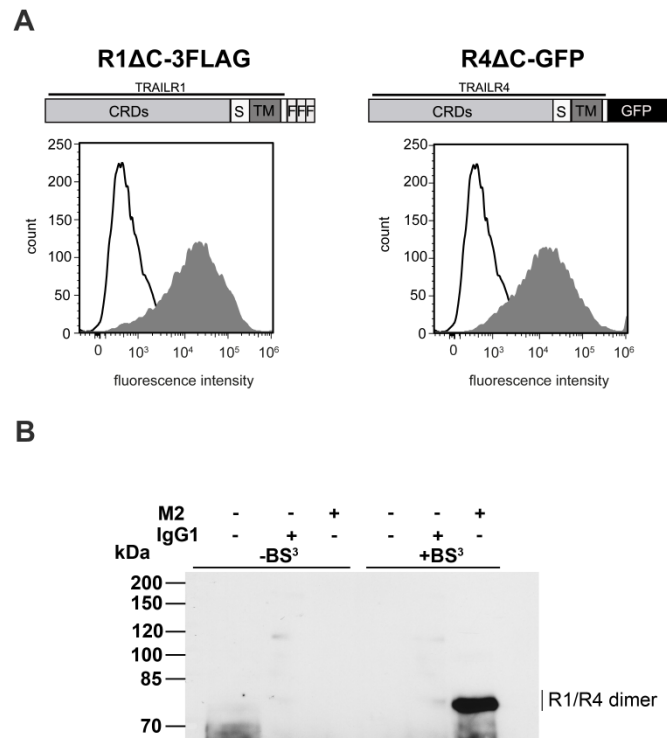 A
R1ΔC-3FLAG
R4ΔC-GFP
TRAILR1
TRAILR4
CRDs S TM F F F
CRDs S TM GFP
250
200
150
100
50
0
count
0 10³ 10⁴ 10⁵ 10⁶
fluorescence intensity
250
200
150
100
50
0
count
0 10³ 10⁴ 10⁵ 10⁶
fluorescence intensity
B
M2 - - + - - +
IgG1 - + - - + -
kDa -BS³ +BS³
200
150
120
100
85
70
R1/R4 dimer